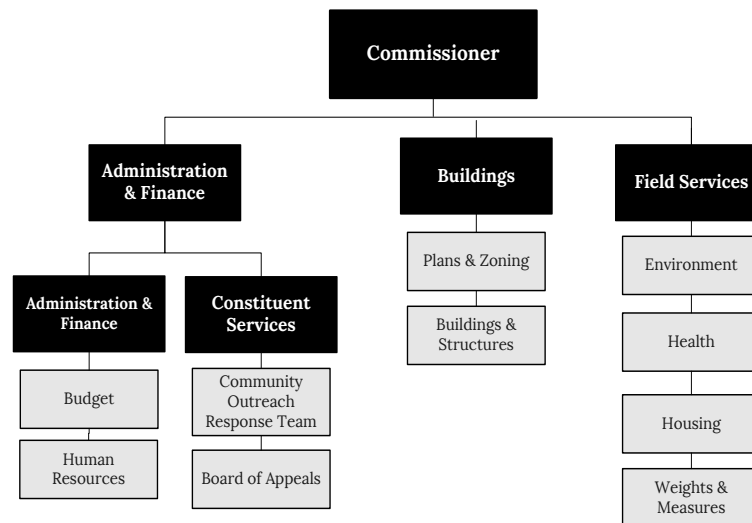 Commissioner
Administration
& Finance
Buildings
Field Services
Administration &
Finance
Constituent
Services
Plans & Zoning
Buildings &
Structures
Environment
Health
Housing
Weights &
Measures
Budget
Human
Resources
Community
Outreach
Response Team
Board of Appeals